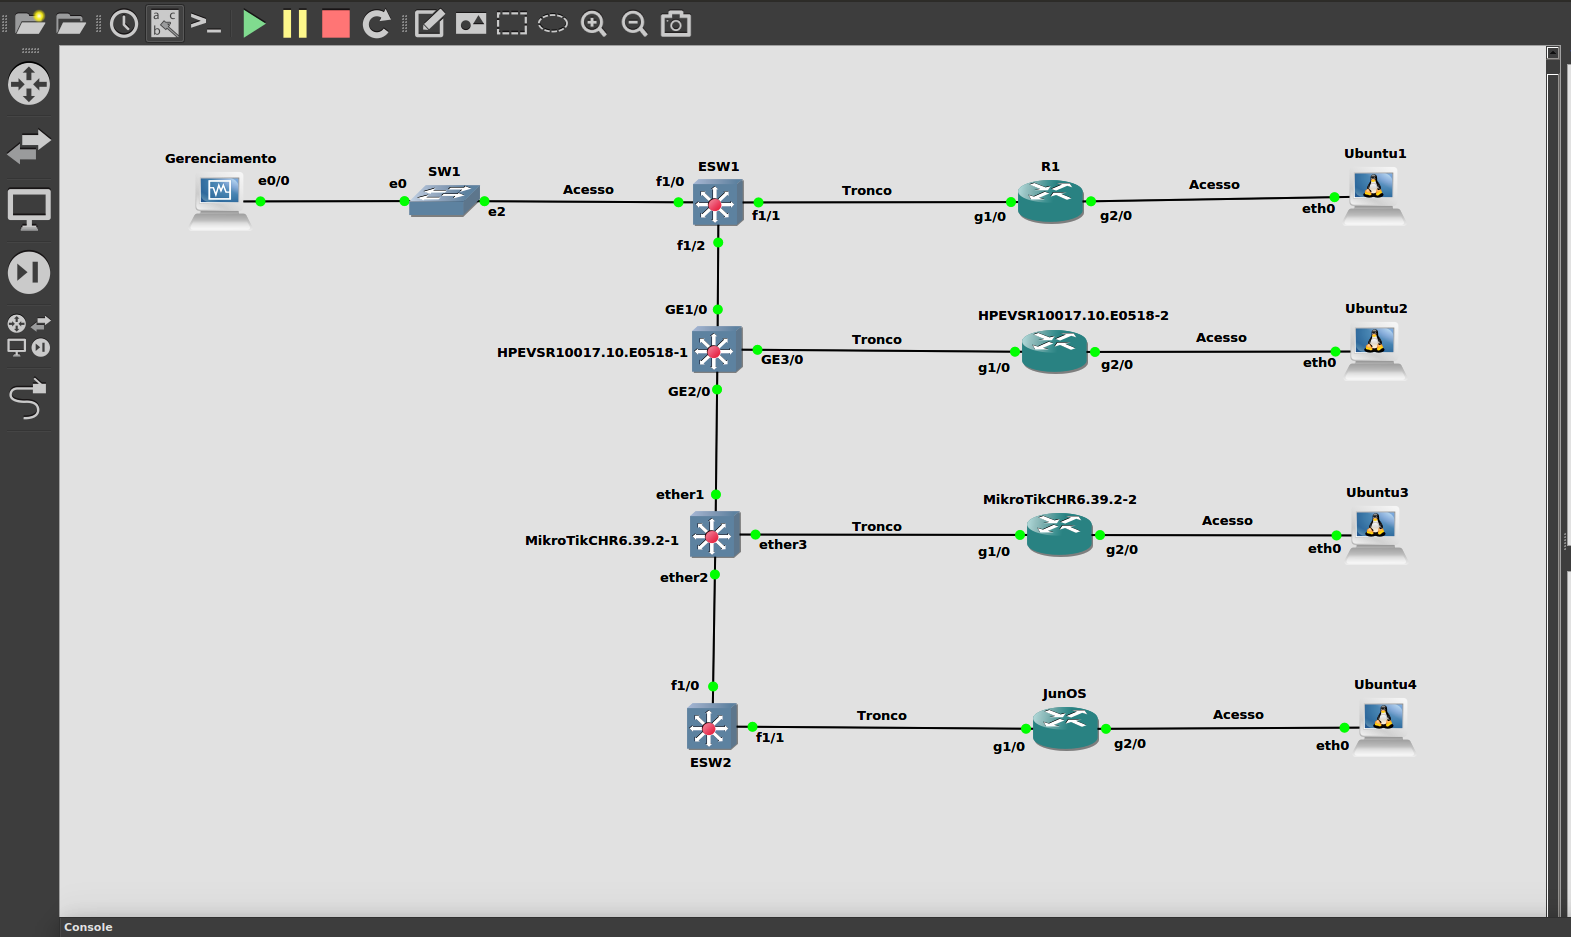 Gerenciamento
e0/0
e0
SW1
e2
Acesso
f1/0
ESW1
f1/1
f1/2
Tronco
R1
g1/0
g2/0
Acesso
Ubuntu1
eth0
GE1/0
HPEVSR10017.10.E0518-1
GE3/0
GE2/0
Tronco
HPEVSR10017.10.E0518-2
g1/0
g2/0
Acesso
Ubuntu2
eth0
ether1
MikroTikCHR6.39.2-1
ether3
ether2
Tronco
MikroTikCHR6.39.2-2
g1/0
g2/0
Acesso
Ubuntu3
eth0
f1/0
f1/1
ESW2
Tronco
JunOS
g1/0
g2/0
Acesso
Ubuntu4
eth0
Console